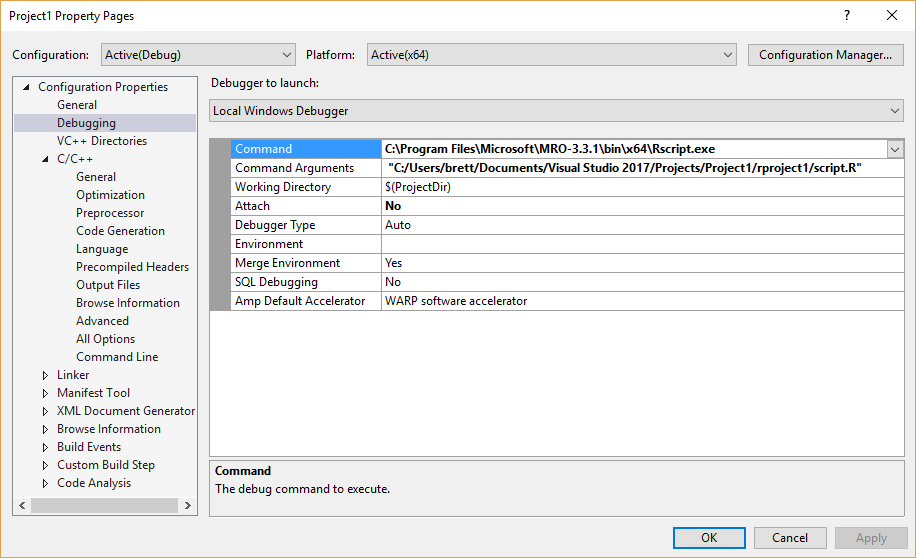 Project1 Property Pages
Configuration: Active(Debug) Platform: Active(x64) Configuration Manager...
Configuration Properties
General
Debugging
VC++ Directories
C/C++
General
Optimization
Preprocessor
Code Generation
Language
Precompiled Headers
Output Files
Browse Information
Advanced
All Options
Command Line
Linker
Manifest Tool
XML Document Generator
Browse Information
Build Events
Custom Build Step
Code Analysis
Debugger to launch:
Local Windows Debugger
Command C:\Program Files\Microsoft\MRO-3.3.1\bin\x64\Rscript.exe
Command Arguments "C:/Users/brett/Documents/Visual Studio 2017/Projects/Project1/rproject1/script.R"
Working Directory $(ProjectDir)
Attach No
Debugger Type Auto
Environment
Merge Environment Yes
SQL Debugging No
Amp Default Accelerator WARP software accelerator
Command
The debug command to execute.
OK Cancel Apply